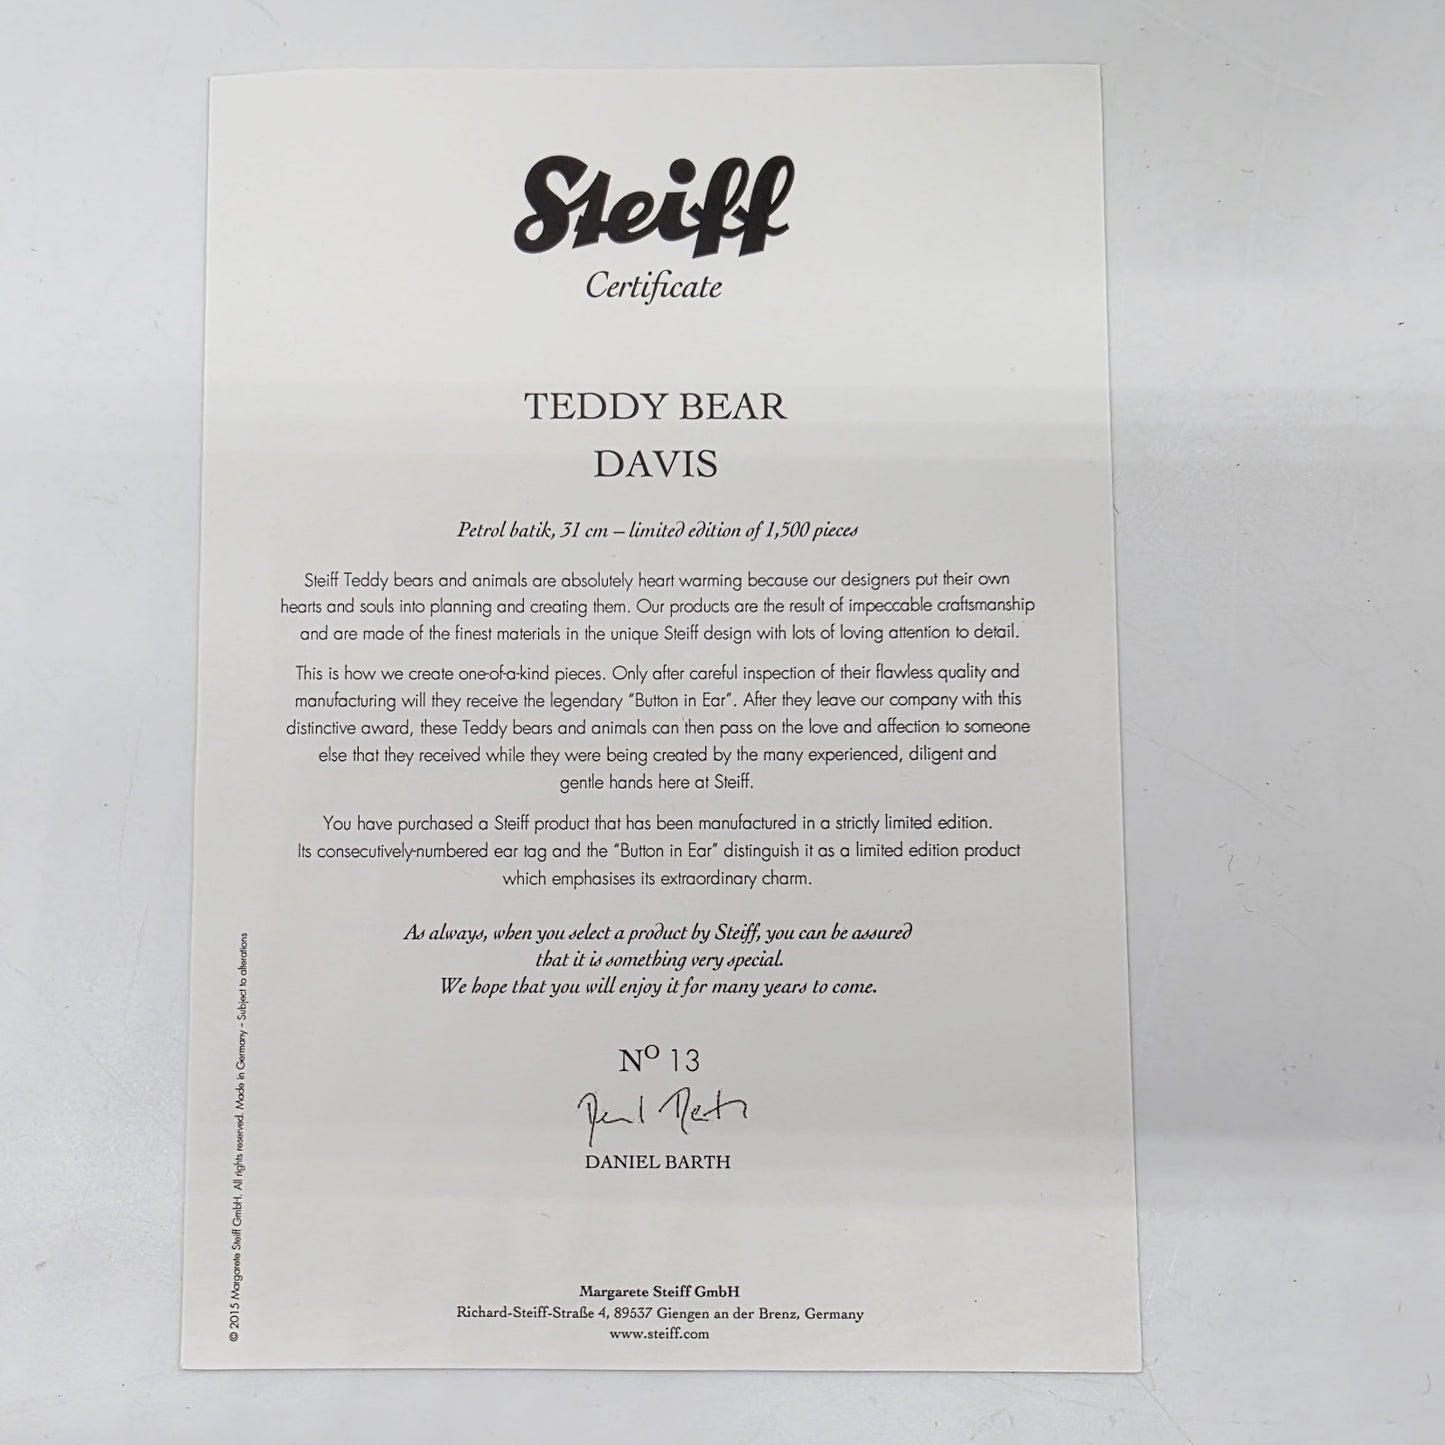 Steiff
Certificate
TEDDY BEAR
DAVIS
Petrol batik, 31 cm – limited edition of 1,500 pieces
Steiff Teddy bears and animals are absolutely heart warming because our designers put their own
hearts and souls into planning and creating them. Our products are the result of impeccable craftsmanship
and are made of the finest materials in the unique Steiff design with lots of loving attention to detail.
This is how we create one-of-a-kind pieces. Only after careful inspection of their flawless quality and
manufacturing will they receive the legendary “Button in Ear”. After they leave our company with this
distinctive award, these Teddy bears and animals can then pass on the love and affection to someone
else that they received while they were being created by the many experienced, diligent and
gentle hands here at Steiff.
You have purchased a Steiff product that has been manufactured in a strictly limited edition.
Its consecutively-numbered ear tag and the “Button in Ear” distinguish it as a limited edition product
which emphasises its extraordinary charm.
As always, when you select a product by Steiff, you can be assured
that it is something very special.
We hope that you will enjoy it for many years to come.
Nº 13
DANIEL BARTH
Margarete Steiff GmbH
Richard-Steiff-Straße 4, 89537 Giengen an der Brenz, Germany
www.steiff.com
© 2015 Margarete Steiff GmbH. All rights reserved. Made in Germany – Subject to alterations